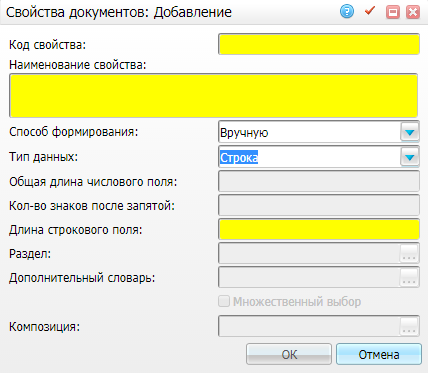 Свойства документов: Добавление
Код свойства:
Наименование свойства:
Способ формирования: Вручную
Тип данных: Строка
Общая длина числового поля:
Кол-во знаков после запятой:
Длина строкового поля:
Раздел: ...
Дополнительный словарь: ...
Множественный выбор
Композиция: ...
OK Отмена